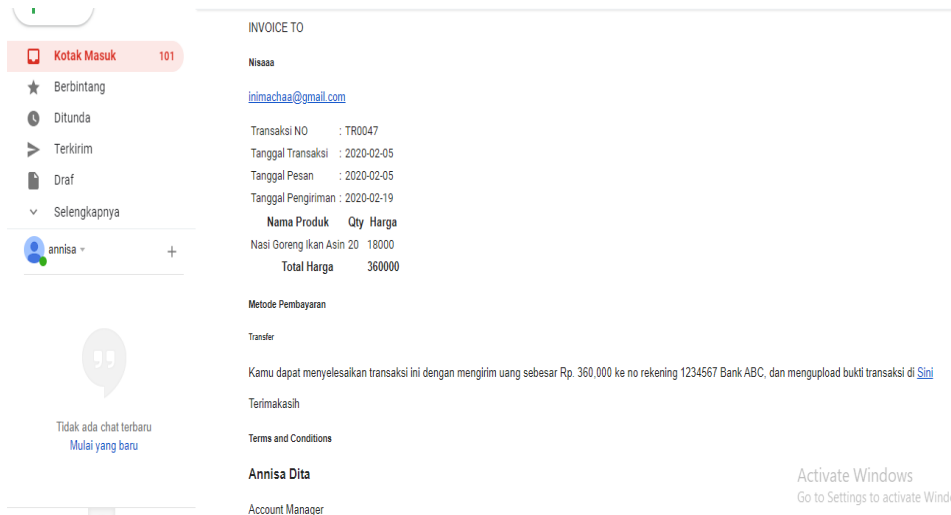 Kotak Masuk 101
Berbintang
Ditunda
Terkirim
Draf
Selengkapnya
annisa
Tidak ada chat terbaru
Mulai yang baru
INVOICE TO
Nisaaa
inimachaa@gmail.com
Transaksi NO : TR0047
Tanggal Transaksi : 2020-02-05
Tanggal Pesan : 2020-02-05
Tanggal Pengiriman : 2020-02-19
Nama Produk Qty Harga
Nasi Goreng Ikan Asin 20 18000
Total Harga 360000
Metode Pembayaran
Transfer
Kamu dapat menyelesaikan transaksi ini dengan mengirim uang sebesar Rp. 360,000 ke no rekening 1234567 Bank ABC, dan mengupload bukti transaksi di Sini
Terimakasih
Terms and Conditions
Annisa Dita
Account Manager
Activate Windows
Go to Settings to activate Wind